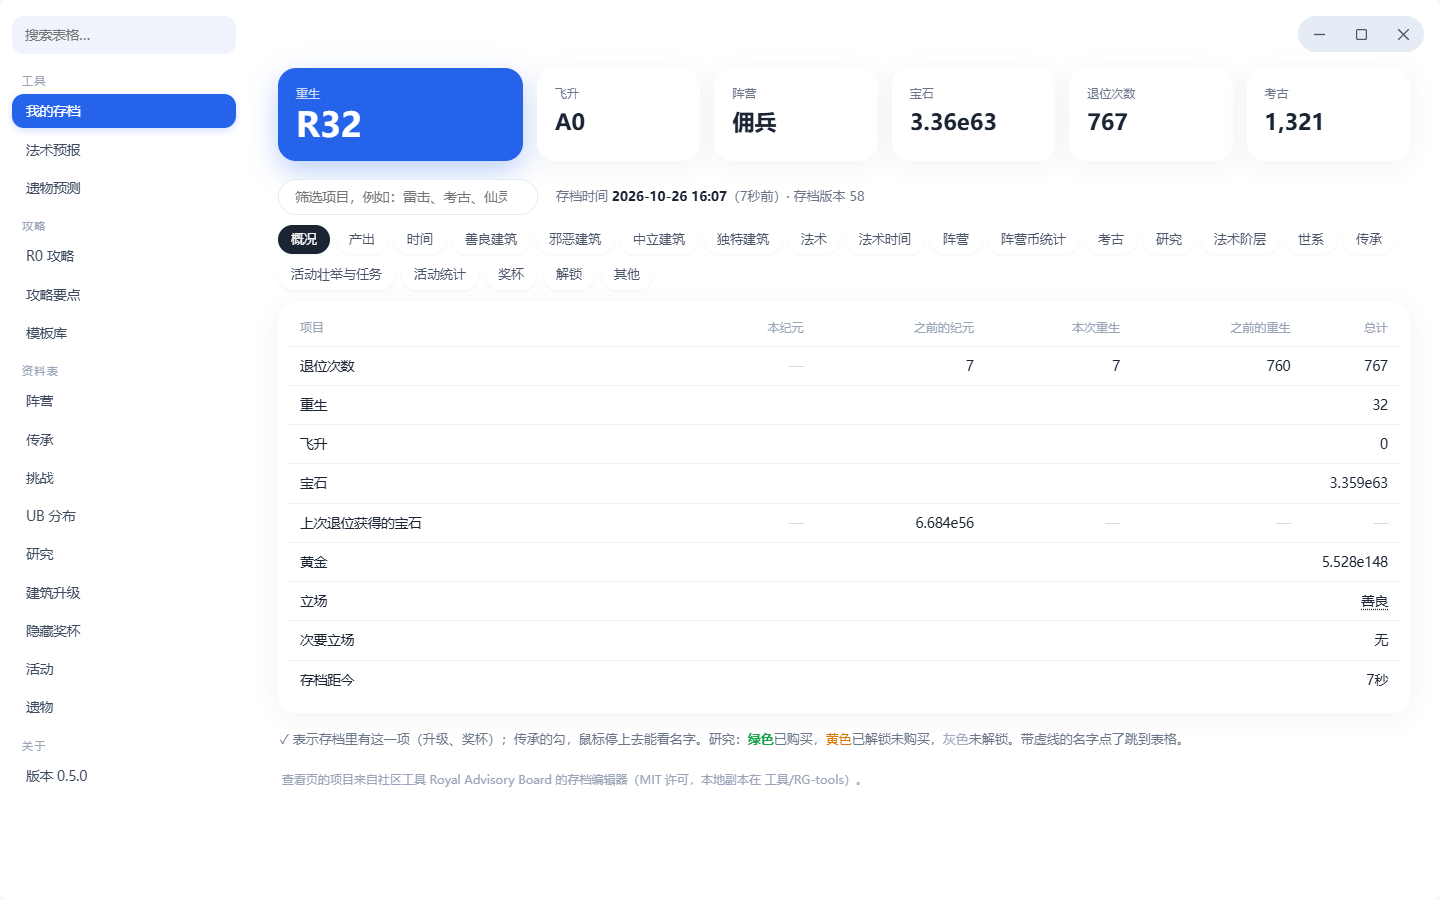 搜索表格...
工具
我的存档
法术预报
遗物预测
攻略
R0 攻略
攻略要点
模板库
资料表
阵营
传承
挑战
UB 分布
研究
建筑升级
隐藏奖杯
活动
遗物
关于
版本 0.5.0
重生
R32
飞升
A0
阵营
佣兵
宝石
3.36e63
退位次数
767
考古
1,321
筛选项目，例如：雷击、考古、仙灵
存档时间 2026-10-26 16:07（7秒前）· 存档版本 58
概况 产出 时间 善良建筑 邪恶建筑 中立建筑 独特建筑 法术 法术时间 阵营 阵营币统计 考古 研究 法术阶层 世系 传承
活动壮举与任务 活动统计 奖杯 解锁 其他
项目 本纪元 之前的纪元 本次重生 之前的重生 总计
退位次数 — 7 7 760 767
重生 32
飞升 0
宝石 3.359e63
上次退位获得的宝石 — 6.684e56 — — —
黄金 5.528e148
立场 善良
次要立场 无
存档距今 7秒
✓ 表示存档里有这一项（升级、奖杯）；传承的勾，鼠标停上去能看名字。研究：绿色已购买，黄色已解锁未购买，灰色未解锁。带虚线的名字点了跳到表格。
查看页的项目来自社区工具 Royal Advisory Board 的存档编辑器（MIT 许可，本地副本在 工具/RG-tools）。